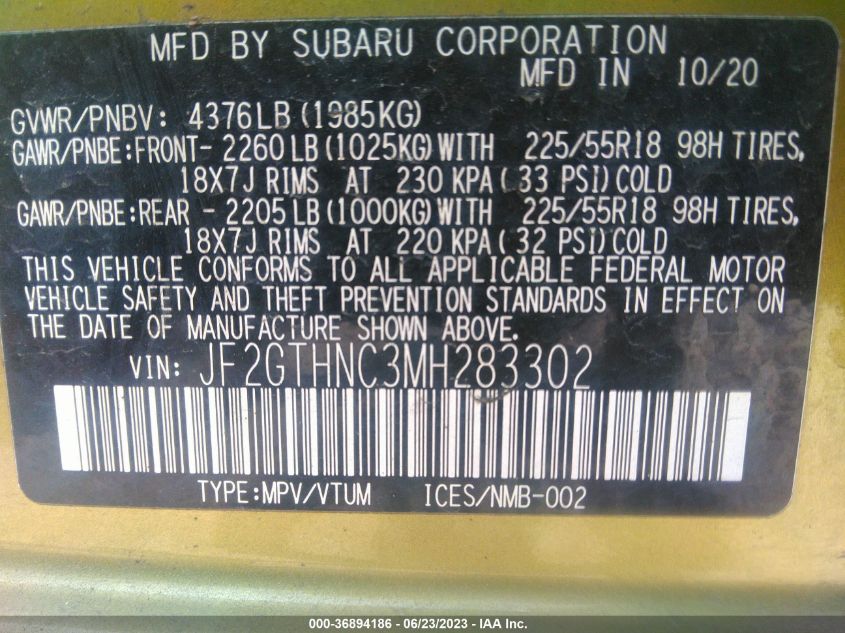 MFD BY SUBARU CORPORATION
MFD IN 10/20
GVWR/PNBV: 4376LB(1985KG)
GAWR/PNBE:FRONT- 2260LB(1025KG)WITH 225/55R18 98H TIRES,
18X7J RIMS AT 230 KPA(33 PSI)COLD
GAWR/PNBE:REAR - 2205LB(1000KG)WITH 225/55R18 98H TIRES,
18X7J RIMS AT 220 KPA(32 PSI)COLD
THIS VEHICLE CONFORMS TO ALL APPLICABLE FEDERAL MOTOR
VEHICLE SAFETY AND THEFT PREVENTION STANDARDS IN EFFECT ON
THE DATE OF MANUFACTURE SHOWN ABOVE.
VIN: JF2GTHNC3MH283302
TYPE:MPV/VTUM ICES/NMB-002
000-36894186 - 06/23/2023 - IAA Inc.